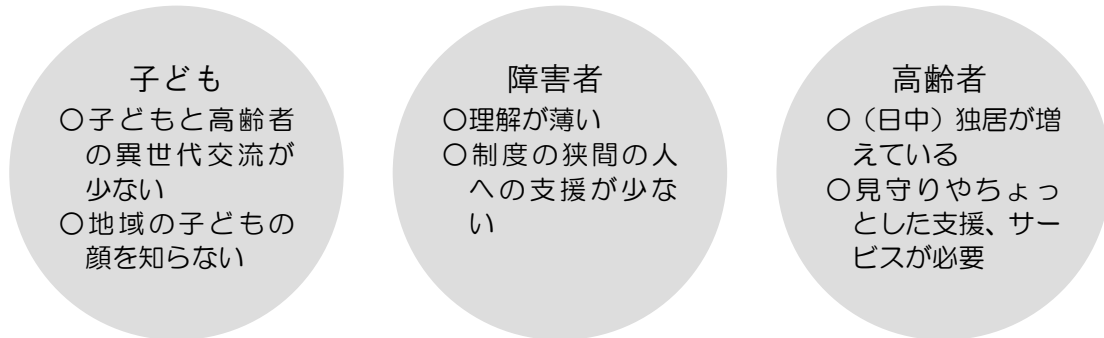 子ども
〇子どもと高齢者
の異世代交流が
少ない
〇地域の子どもの
顔を知らない
障害者
〇理解が薄い
〇制度の狭間の人
への支援が少な
い
高齢者
〇（日中）独居が増
えている
〇見守りやちょっ
とした支援、サー
ビスが必要